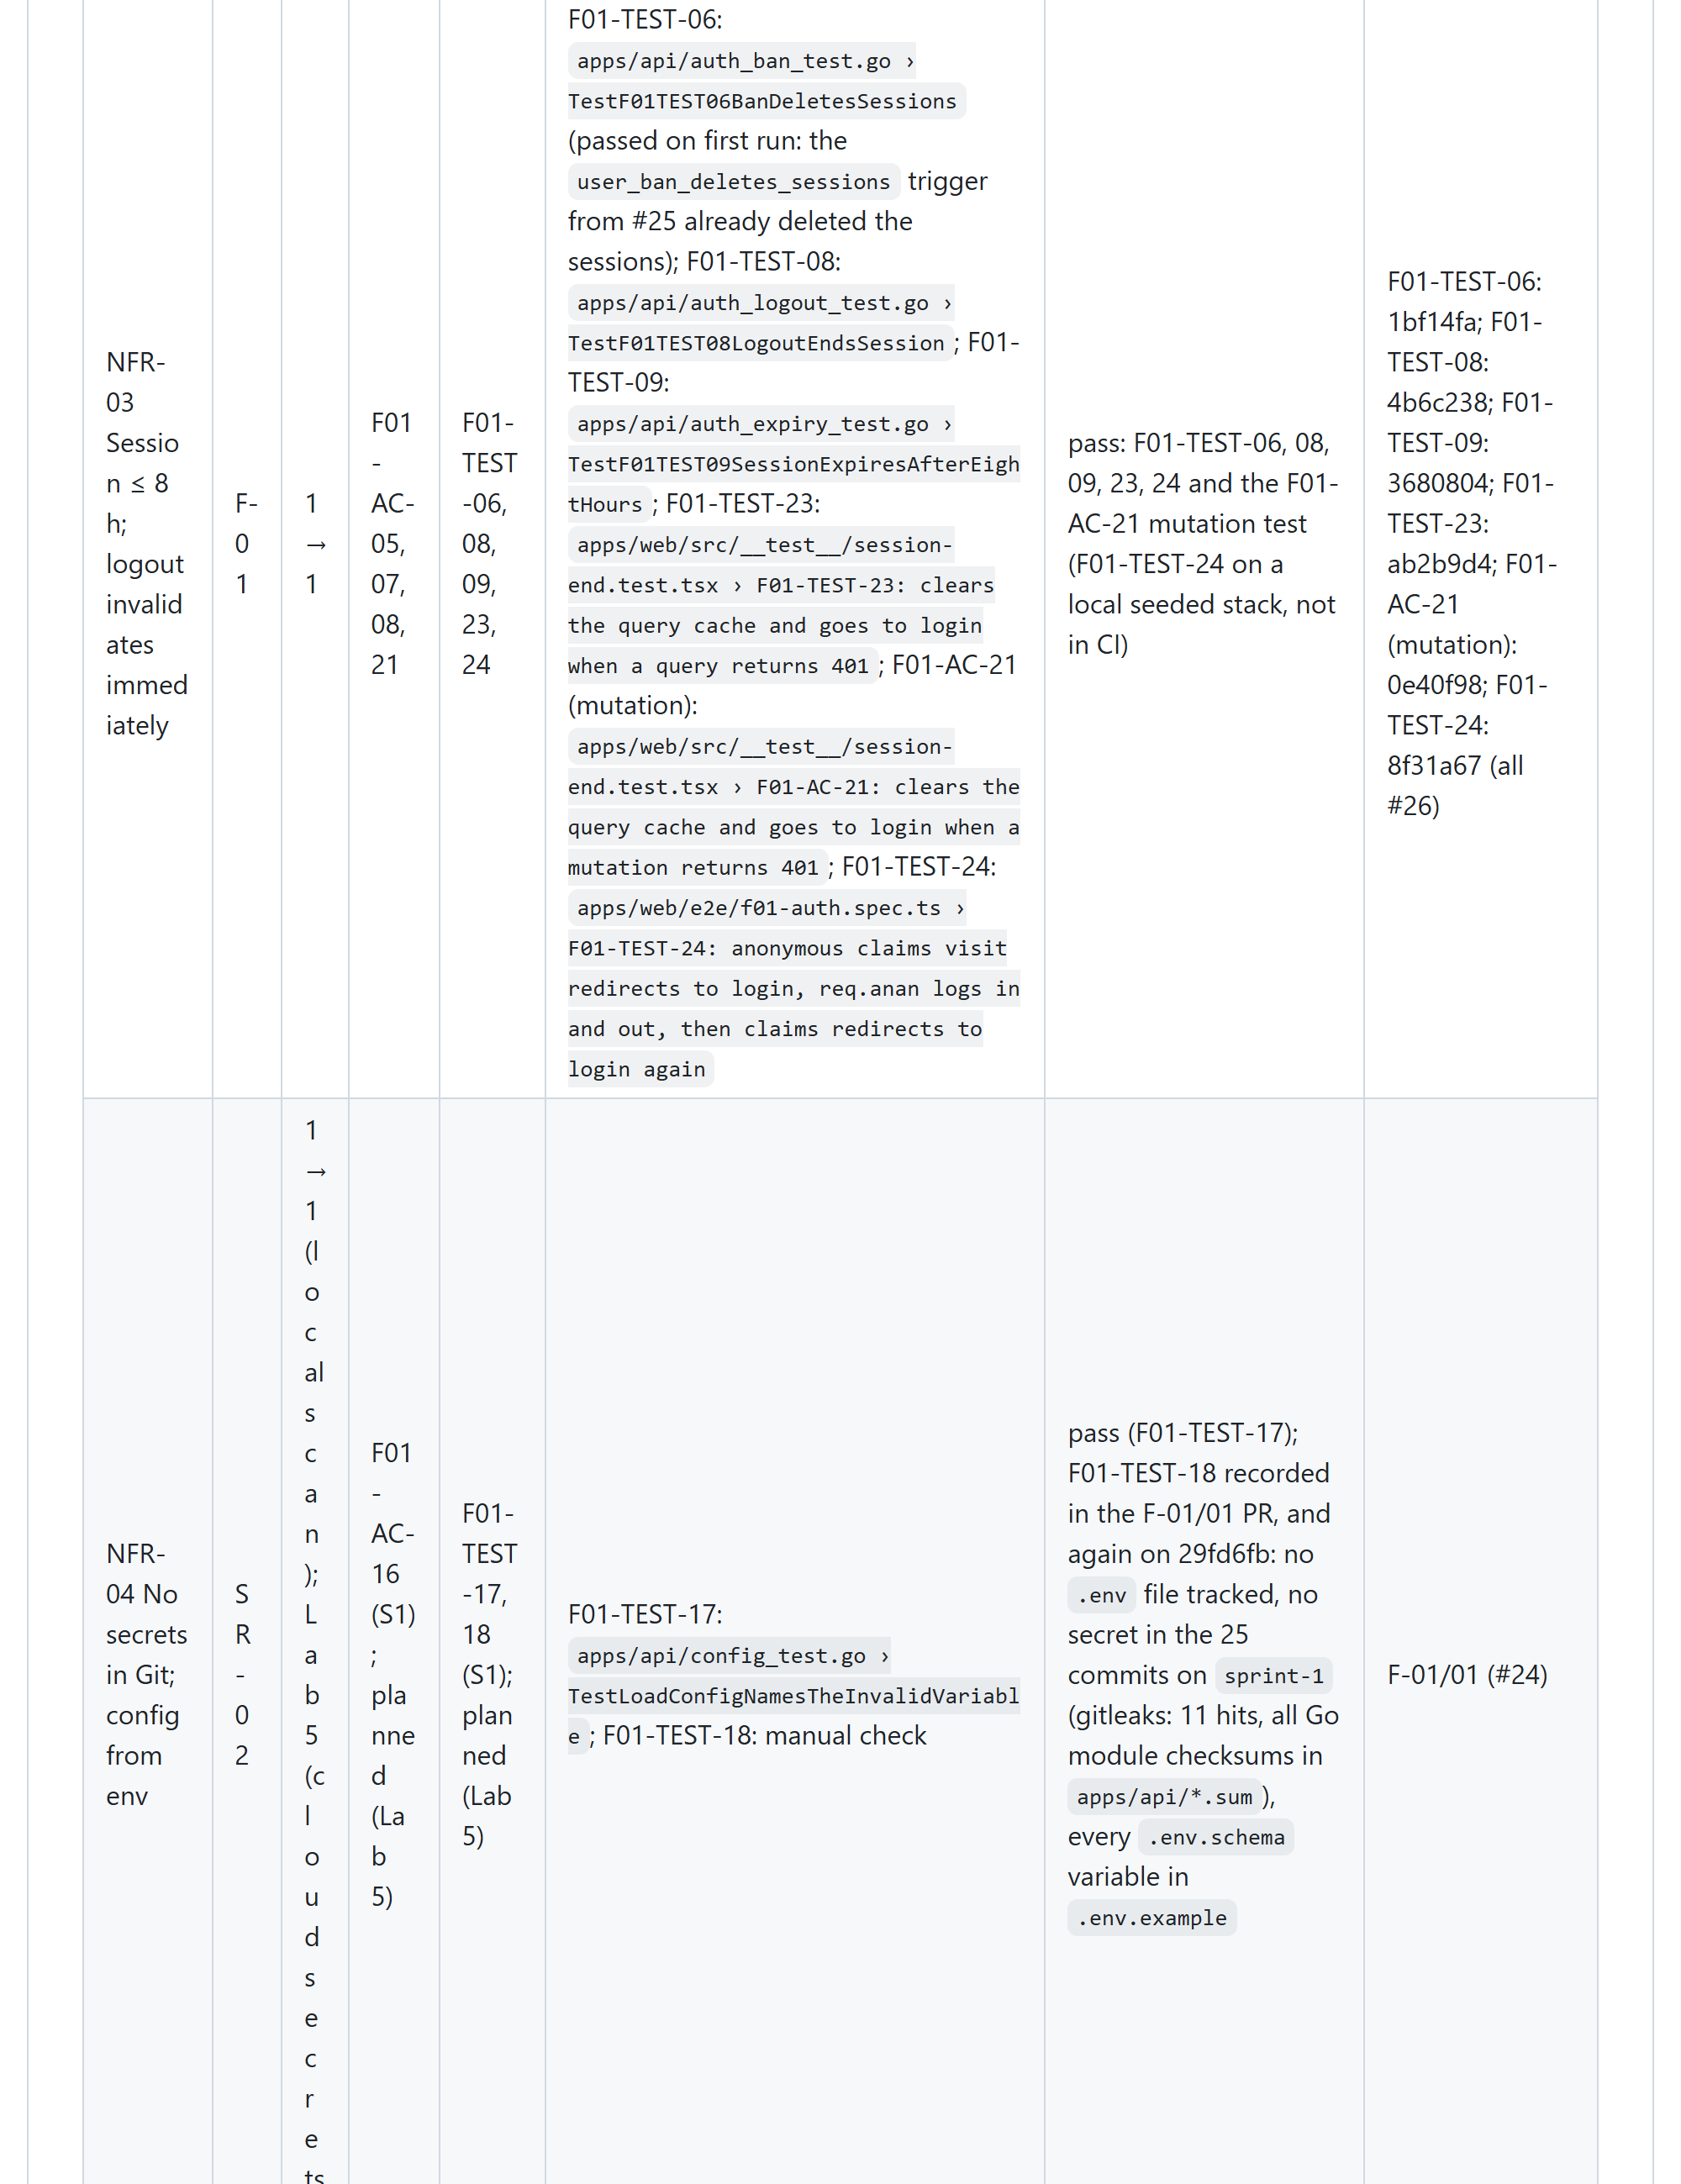 NFR-
03
Sessio
n ≤ 8
h;
logout
invalid
ates
immed
iately
F-
0
1
1
→
1
F01
-
AC-
05,
07,
08,
21
F01-
TEST
-06,
08,
09,
23,
24
F01-TEST-06:
apps/api/auth_ban_test.go ›
TestF01TEST06BanDeletesSessions
(passed on first run: the
user_ban_deletes_sessions trigger
from #25 already deleted the
sessions); F01-TEST-08:
apps/api/auth_logout_test.go ›
TestF01TEST08LogoutEndsSession ; F01-
TEST-09:
apps/api/auth_expiry_test.go ›
TestF01TEST09SessionExpiresAfterEigh
tHours ; F01-TEST-23:
apps/web/src/__test__/session-
end.test.tsx › F01-TEST-23: clears
the query cache and goes to login
when a query returns 401 ; F01-AC-21
(mutation):
apps/web/src/__test__/session-
end.test.tsx › F01-AC-21: clears the
query cache and goes to login when a
mutation returns 401 ; F01-TEST-24:
apps/web/e2e/f01-auth.spec.ts ›
F01-TEST-24: anonymous claims visit
redirects to login, req.anan logs in
and out, then claims redirects to
login again
pass: F01-TEST-06, 08,
09, 23, 24 and the F01-
AC-21 mutation test
(F01-TEST-24 on a
local seeded stack, not
in CI)
F01-TEST-06:
1bf14fa; F01-
TEST-08:
4b6c238; F01-
TEST-09:
3680804; F01-
TEST-23:
ab2b9d4; F01-
AC-21
(mutation):
0e40f98; F01-
TEST-24:
8f31a67 (all
#26)
NFR-
04 No
secrets
in Git;
config
from
env
S
R
-
0
2
1
→
1
(l
o
c
al
s
c
a
n
);
L
a
b
5
(c
l
o
u
d
s
e
c
r
e
ts
F01
-
AC-
16
(S1)
;
pla
nne
d
(La
b
5)
F01-
TEST
-17,
18
(S1);
plan
ned
(Lab
5)
F01-TEST-17:
apps/api/config_test.go ›
TestLoadConfigNamesTheInvalidVariabl
e ; F01-TEST-18: manual check
pass (F01-TEST-17);
F01-TEST-18 recorded
in the F-01/01 PR, and
again on 29fd6fb: no
.env file tracked, no
secret in the 25
commits on sprint-1
(gitleaks: 11 hits, all Go
module checksums in
apps/api/*.sum ),
every .env.schema
variable in
.env.example
F-01/01 (#24)